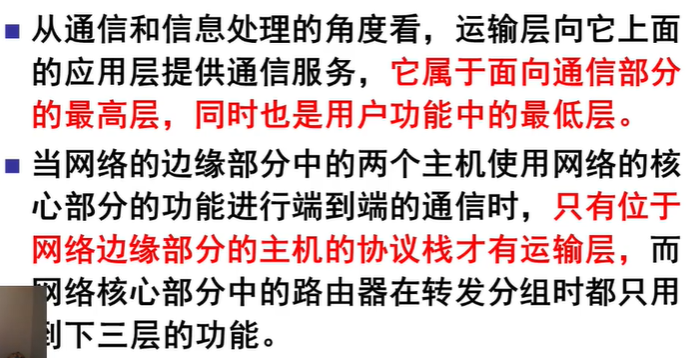 从通信和信息处理的角度看，运输层向它上面
的应用层提供通信服务，它属于面向通信部分
的最高层，同时也是用户功能中的最低层。
当网络的边缘部分中的两个主机使用网络的核
心部分的功能进行端到端的通信时，只有位于
网络边缘部分的主机的协议栈才有运输层，而
网络核心部分中的路由器在转发分组时都只用
到下三层的功能。